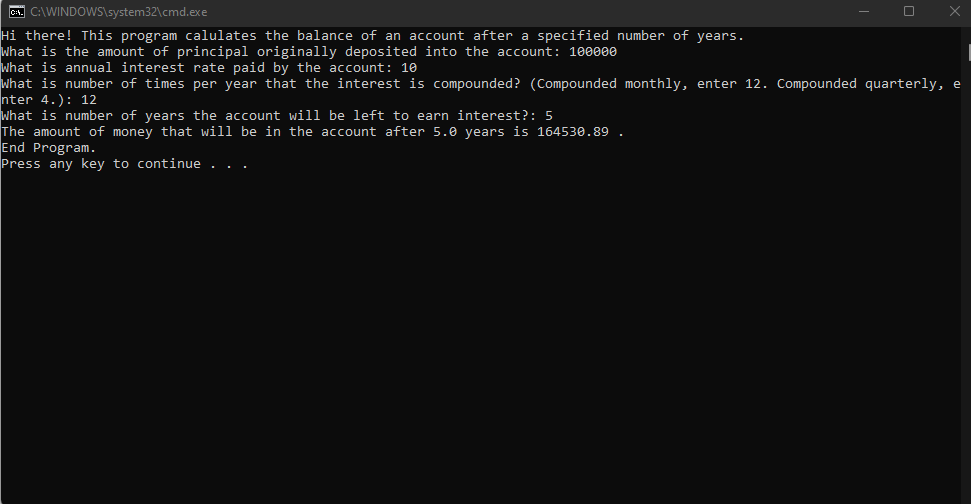 C:\WINDOWS\system32\cmd.exe
Hi there! This program calulates the balance of an account after a specified number of years.
What is the amount of principal originally deposited into the account: 100000
What is annual interest rate paid by the account: 10
What is number of times per year that the interest is compounded? (Compounded monthly, enter 12. Compounded quarterly, e
nter 4.): 12
What is number of years the account will be left to earn interest?: 5
The amount of money that will be in the account after 5.0 years is 164530.89 .
End Program.
Press any key to continue . . .